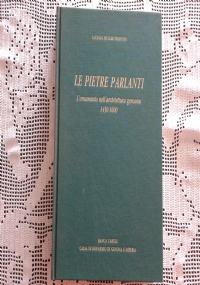 LE PIETRE PARLANTI
L'ornamento nell'architettura genovese
1450-1600
BANCA CARIGE
CASSA DI RISPARMIO DI GENOVA E IMPERIA